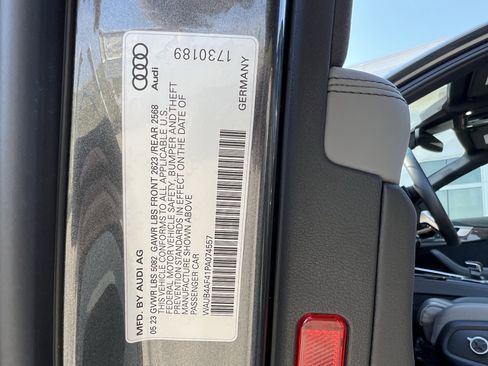 MFD. BY AUDI AG
05.23 GVWR LBS 5082 GAWR LBS FRONT 2623 /REAR 2568
THIS VEHICLE CONFORMS TO ALL APPLICABLE U.S.
FEDERAL MOTOR VEHICLE SAFETY, BUMPER AND THEFT
PREVENTION STANDARDS IN EFFECT ON THE DATE OF
MANUFACTURE SHOWN ABOVE
PASSENGER CAR
WAUB4AF41PA074557
Audi
1730189
GERMANY